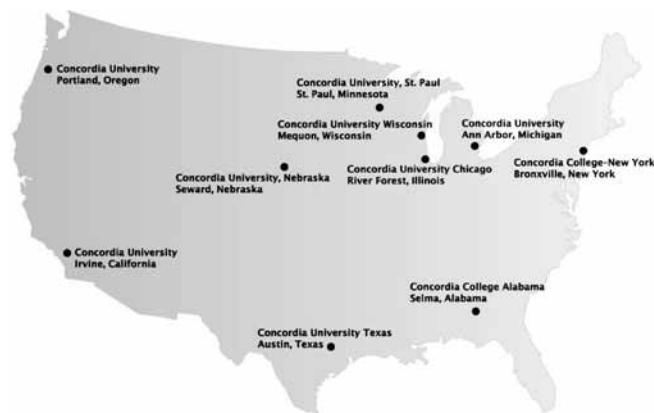 Concordia University
Portland, Oregon
Concordia University, St. Paul
St. Paul, Minnesota
Concordia University Wisconsin
Mequon, Wisconsin
Concordia University
Ann Arbor, Michigan
Concordia College-New York
Bronxville, New York
Concordia University Chicago
River Forest, Illinois
Concordia University, Nebraska
Seward, Nebraska
Concordia University
Irvine, California
Concordia College Alabama
Selma, Alabama
Concordia University Texas
Austin, Texas